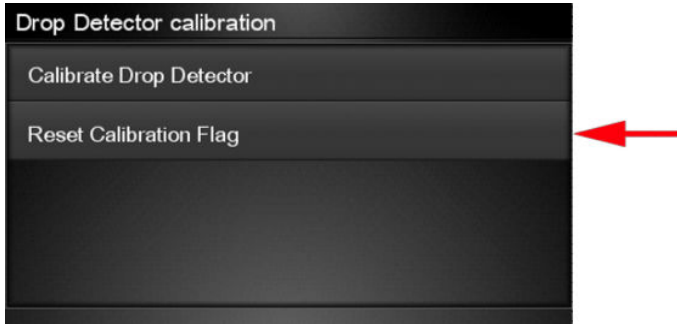 Drop Detector calibration
Calibrate Drop Detector
Reset Calibration Flag